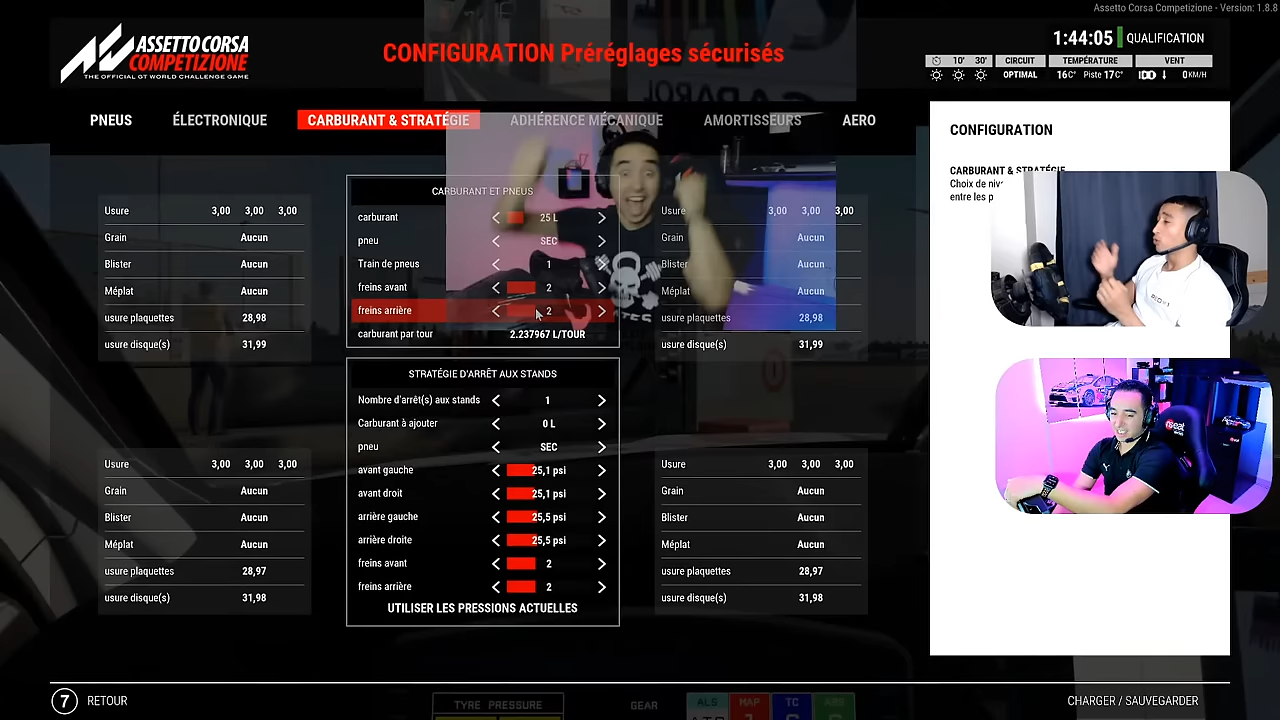 Assetto Corsa Competizione - Version: 1.8.8
ASSETTO CORSA
COMPETIZIONE
THE OFFICIAL GT WORLD CHALLENGE GAME
CONFIGURATION Préréglages sécurisés
1:44:05 QUALIFICATION
10' 30' CIRCUIT TEMPÉRATURE VENT
OPTIMAL 16C° Piste 17C° 0KM/H
PNEUS ÉLECTRONIQUE CARBURANT & STRATÉGIE ADHÉRENCE MÉCANIQUE AMORTISSEURS AERO
CONFIGURATION
CARBURANT & STRATÉGIE
Choix de niv
entre les p
Usure 3,00 3,00 3,00
Grain Aucun
Blister Aucun
Méplat Aucun
usure plaquettes 28,98
usure disque(s) 31,99
CARBURANT ET PNEUS
carburant 25 L
pneu SEC
Train de pneus 1
freins avant 2
freins arrière 2
carburant par tour 2.237967 L/TOUR
Usure 3,00 3,00 3,00
Grain Aucun
Blister Aucun
Méplat Aucun
usure plaquettes 28,98
usure disque(s) 31,99
STRATÉGIE D'ARRÊT AUX STANDS
Nombre d'arrêt(s) aux stands 1
Carburant à ajouter 0 L
pneu SEC
avant gauche 25,1 psi
avant droit 25,1 psi
arrière gauche 25,5 psi
arrière droite 25,5 psi
freins avant 2
freins arrière 2
UTILISER LES PRESSIONS ACTUELLES
Usure 3,00 3,00 3,00
Grain Aucun
Blister Aucun
Méplat Aucun
usure plaquettes 28,97
usure disque(s) 31,98
Usure 3,00 3,00 3,00
Grain Aucun
Blister Aucun
Méplat Aucun
usure plaquettes 28,97
usure disque(s) 31,98
7 RETOUR
TYRE PRESSURE GEAR ALS MAP TC ABS
CHARGER / SAUVEGARDER